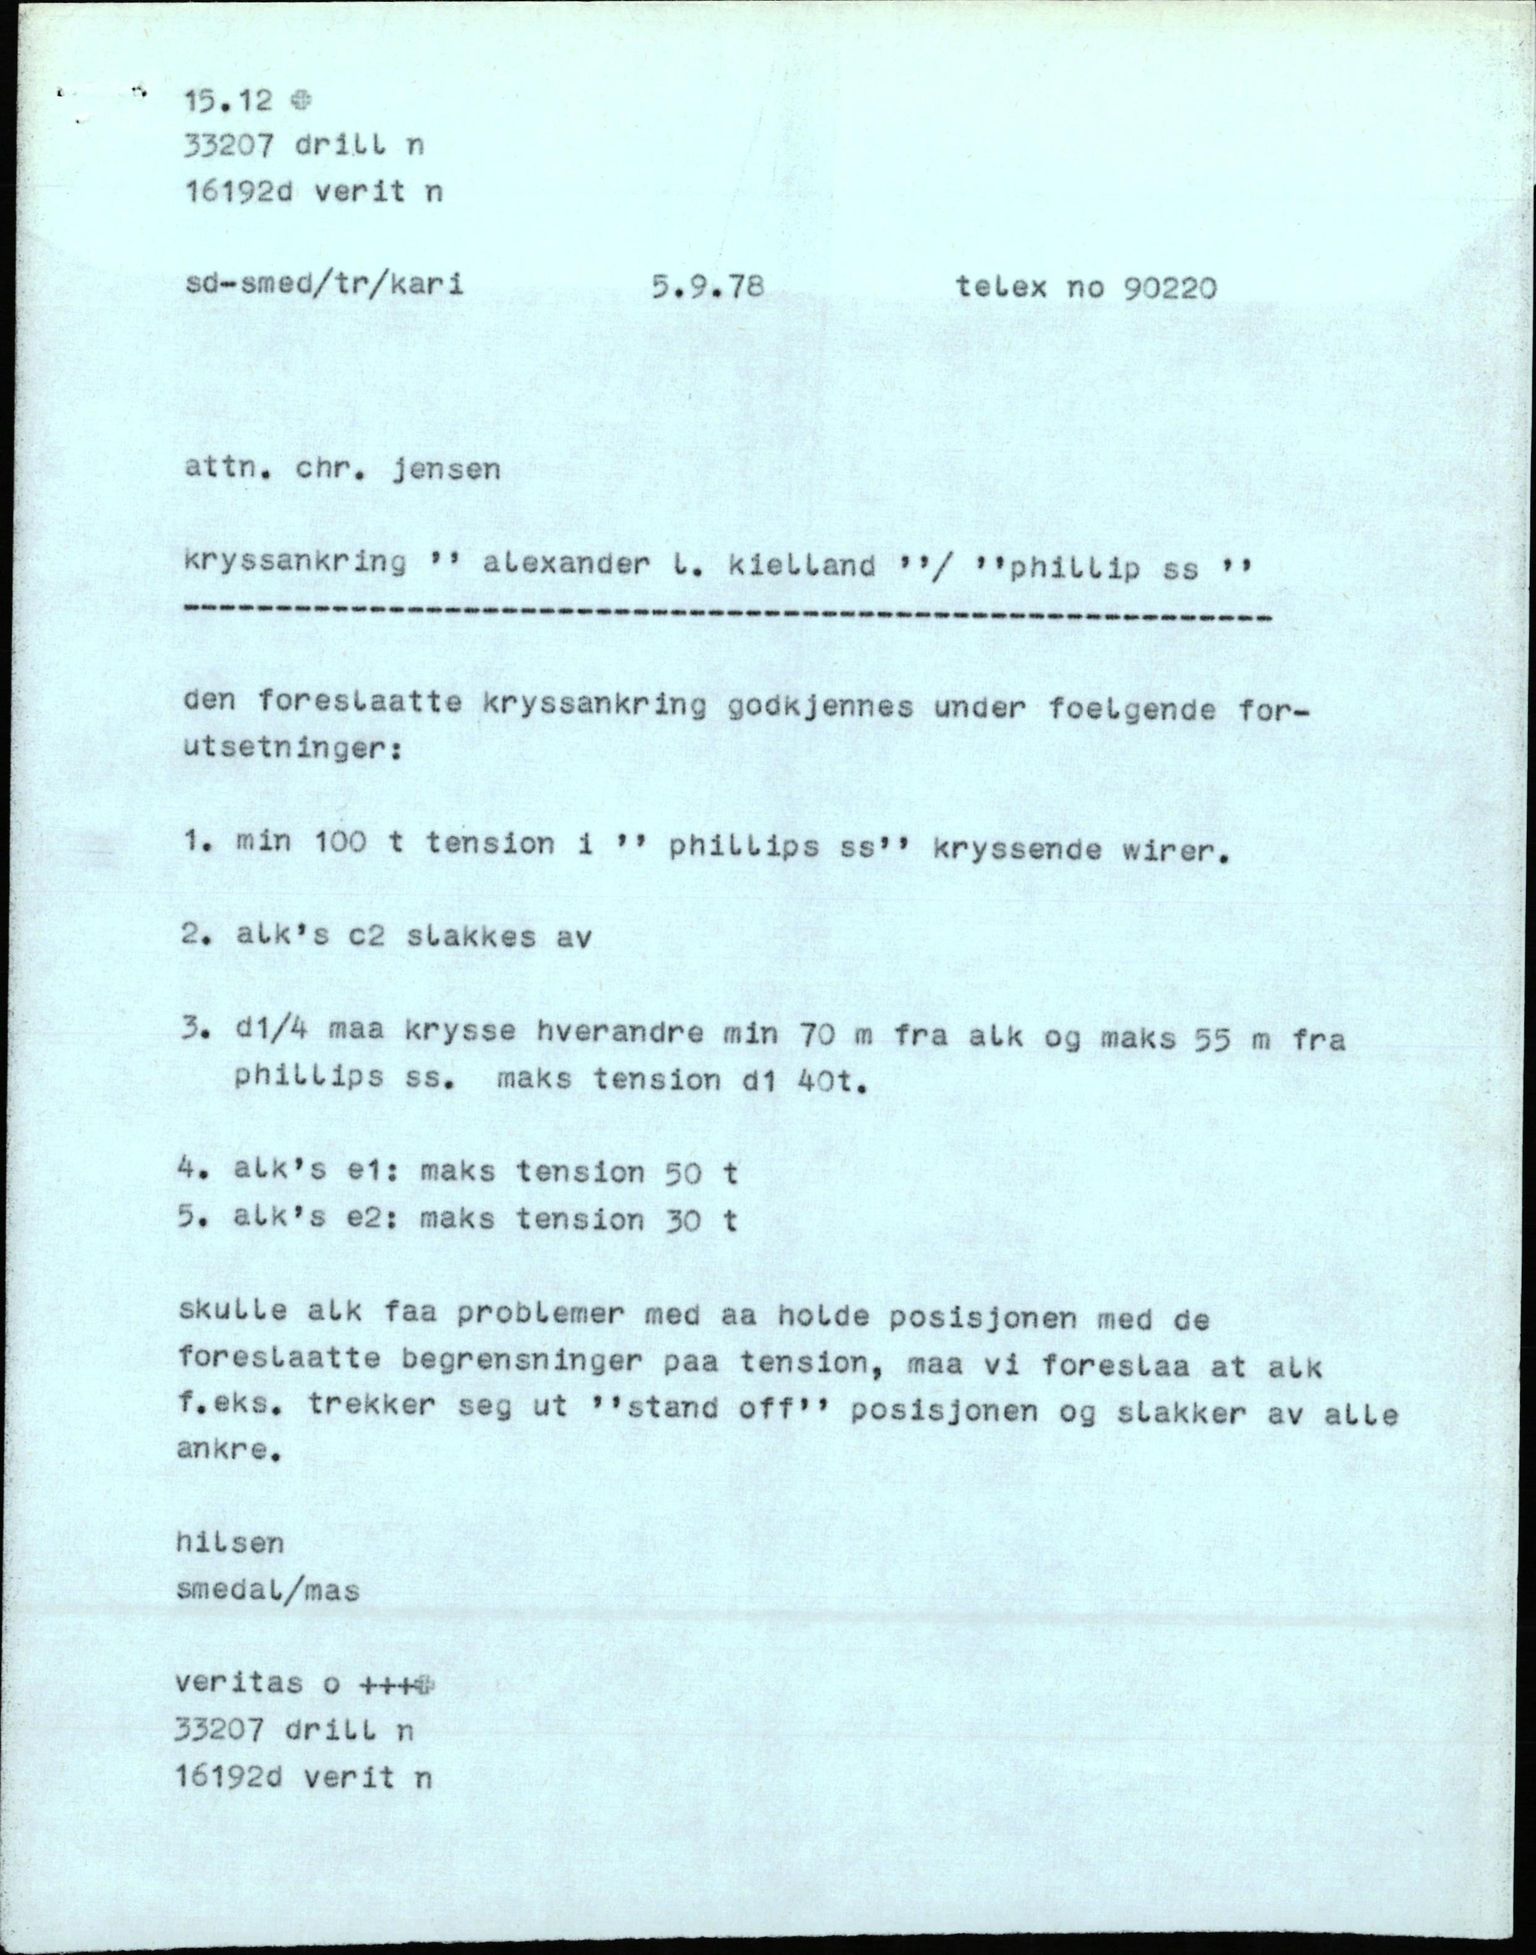 15.12 ⊕
33207 drill n
16192d verit n
sd-smed/tr/kari 5.9.78 telex no 90220
attn. chr. jensen
kryssankring '' alexander l. kielland ''/ ''phillip ss ''
----------------------------------------------------------
den foreslaatte kryssankring godkjennes under foelgende for-
utsetninger:
1. min 100 t tension i '' phillips ss'' kryssende wirer.
2. alk's c2 slakkes av
3. d1/4 maa krysse hverandre min 70 m fra alk og maks 55 m fra
phillips ss. maks tension d1 40t.
4. alk's e1: maks tension 50 t
5. alk's e2: maks tension 30 t
skulle alk faa problemer med aa holde posisjonen med de
foreslaatte begrensninger paa tension, maa vi foreslaa at alk
f.eks. trekker seg ut ''stand off'' posisjonen og slakker av alle
ankre.
hilsen
smedal/mas
veritas o +++⊕
33207 drill n
16192d verit n